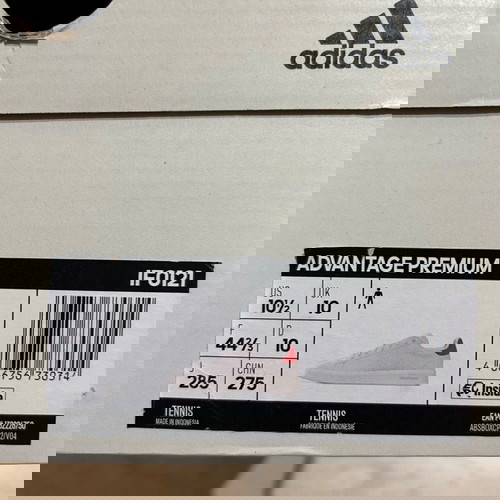 adidas
ADVANTAGE PREMIUM
IF0121
US UK
10½ 10
F D
44⅔ 10
J CHN
285 275
TENNIS TENNIS
MADE IN INDONESIA FABRIQUÉ EN INDONÉSIE